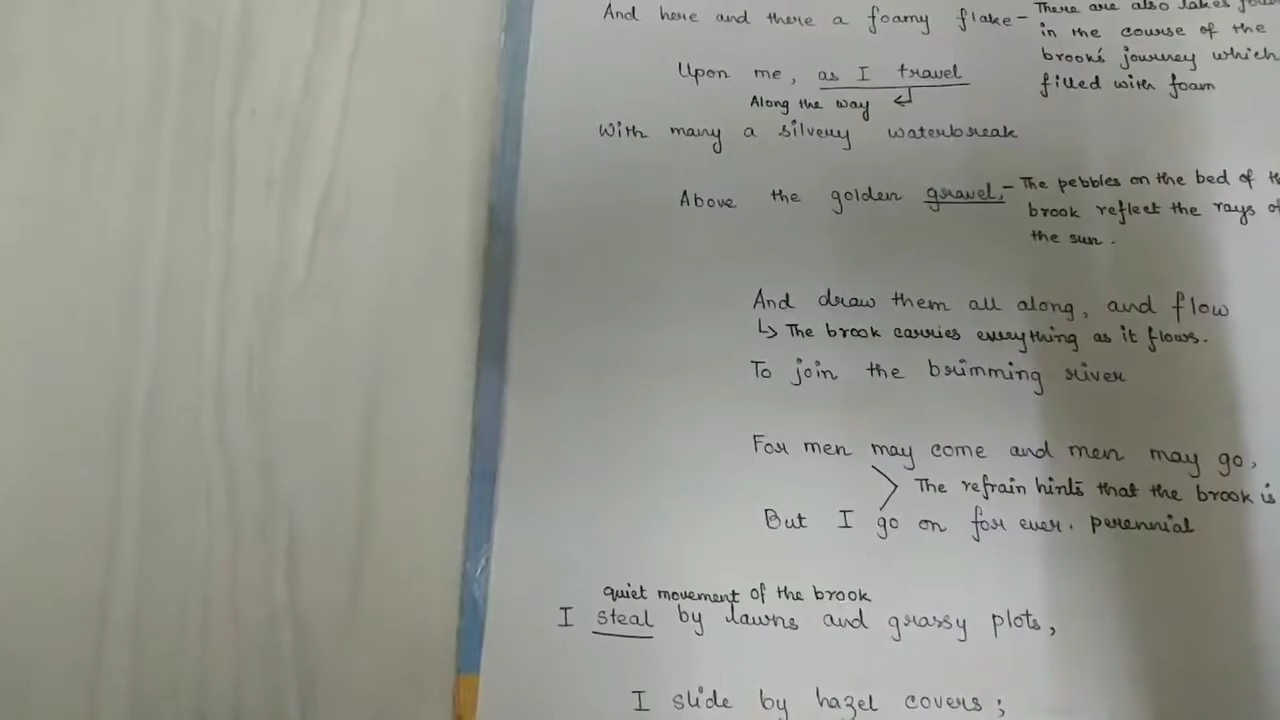 And here and there a foamy flake - There are also lakes
in the course of the
brook's journey which
Upon me, as I travel
filled with foam
Along the way
With many a silvery waterbreak
Above the golden gravel, - The pebbles on the bed of
brook reflect the rays
the sun.
And draw them all along, and flow
↳ The brook carries everything as it flows.
To join the brimming river
For men may come and men may go,
The refrain hints that the brook is
But I go on for ever. perennial
quiet movement of the brook
I steal by lawns and grassy plots,
I slide by hazel covers;